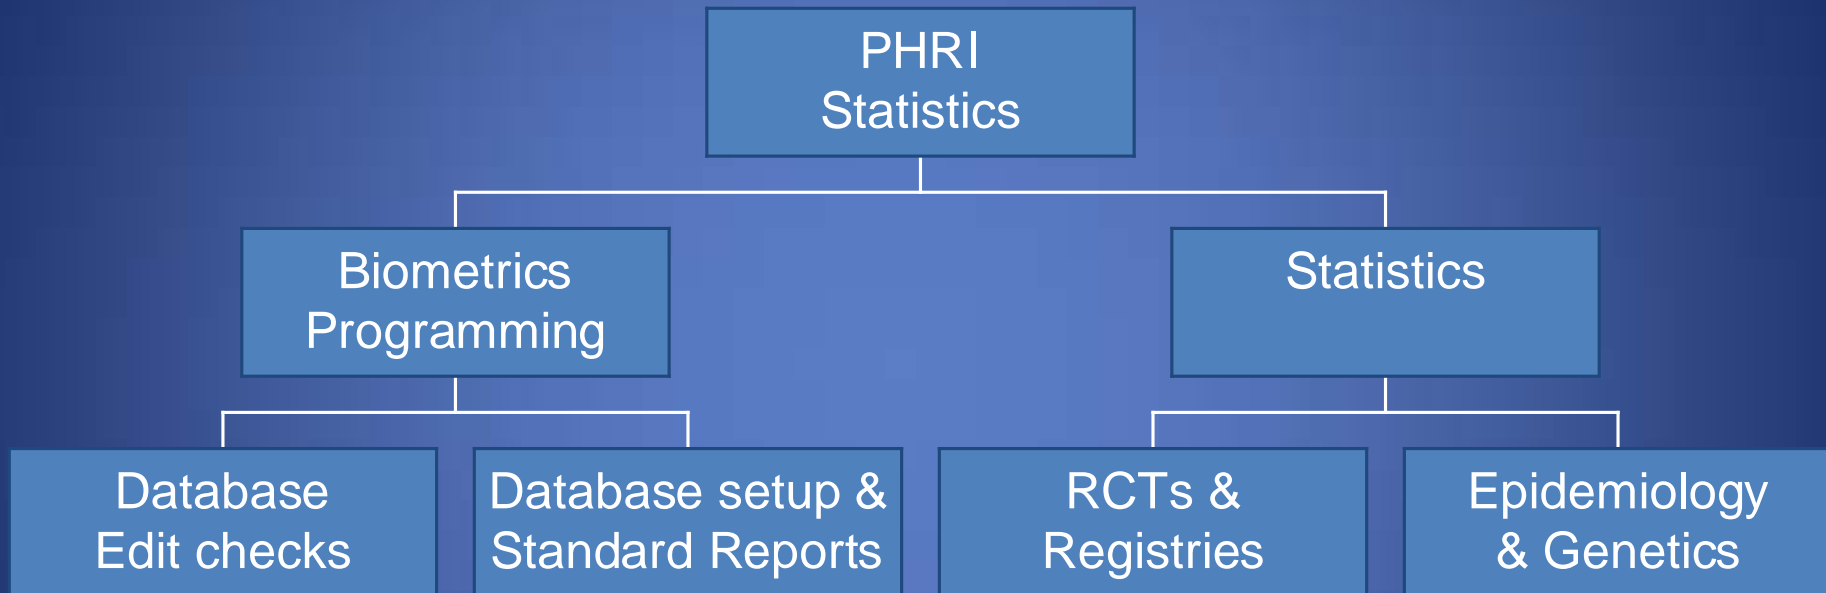 PHRI
Statistics
Biometrics
Programming
Statistics
Database
Edit checks
Database setup &
Standard Reports
RCTs &
Registries
Epidemiology
& Genetics